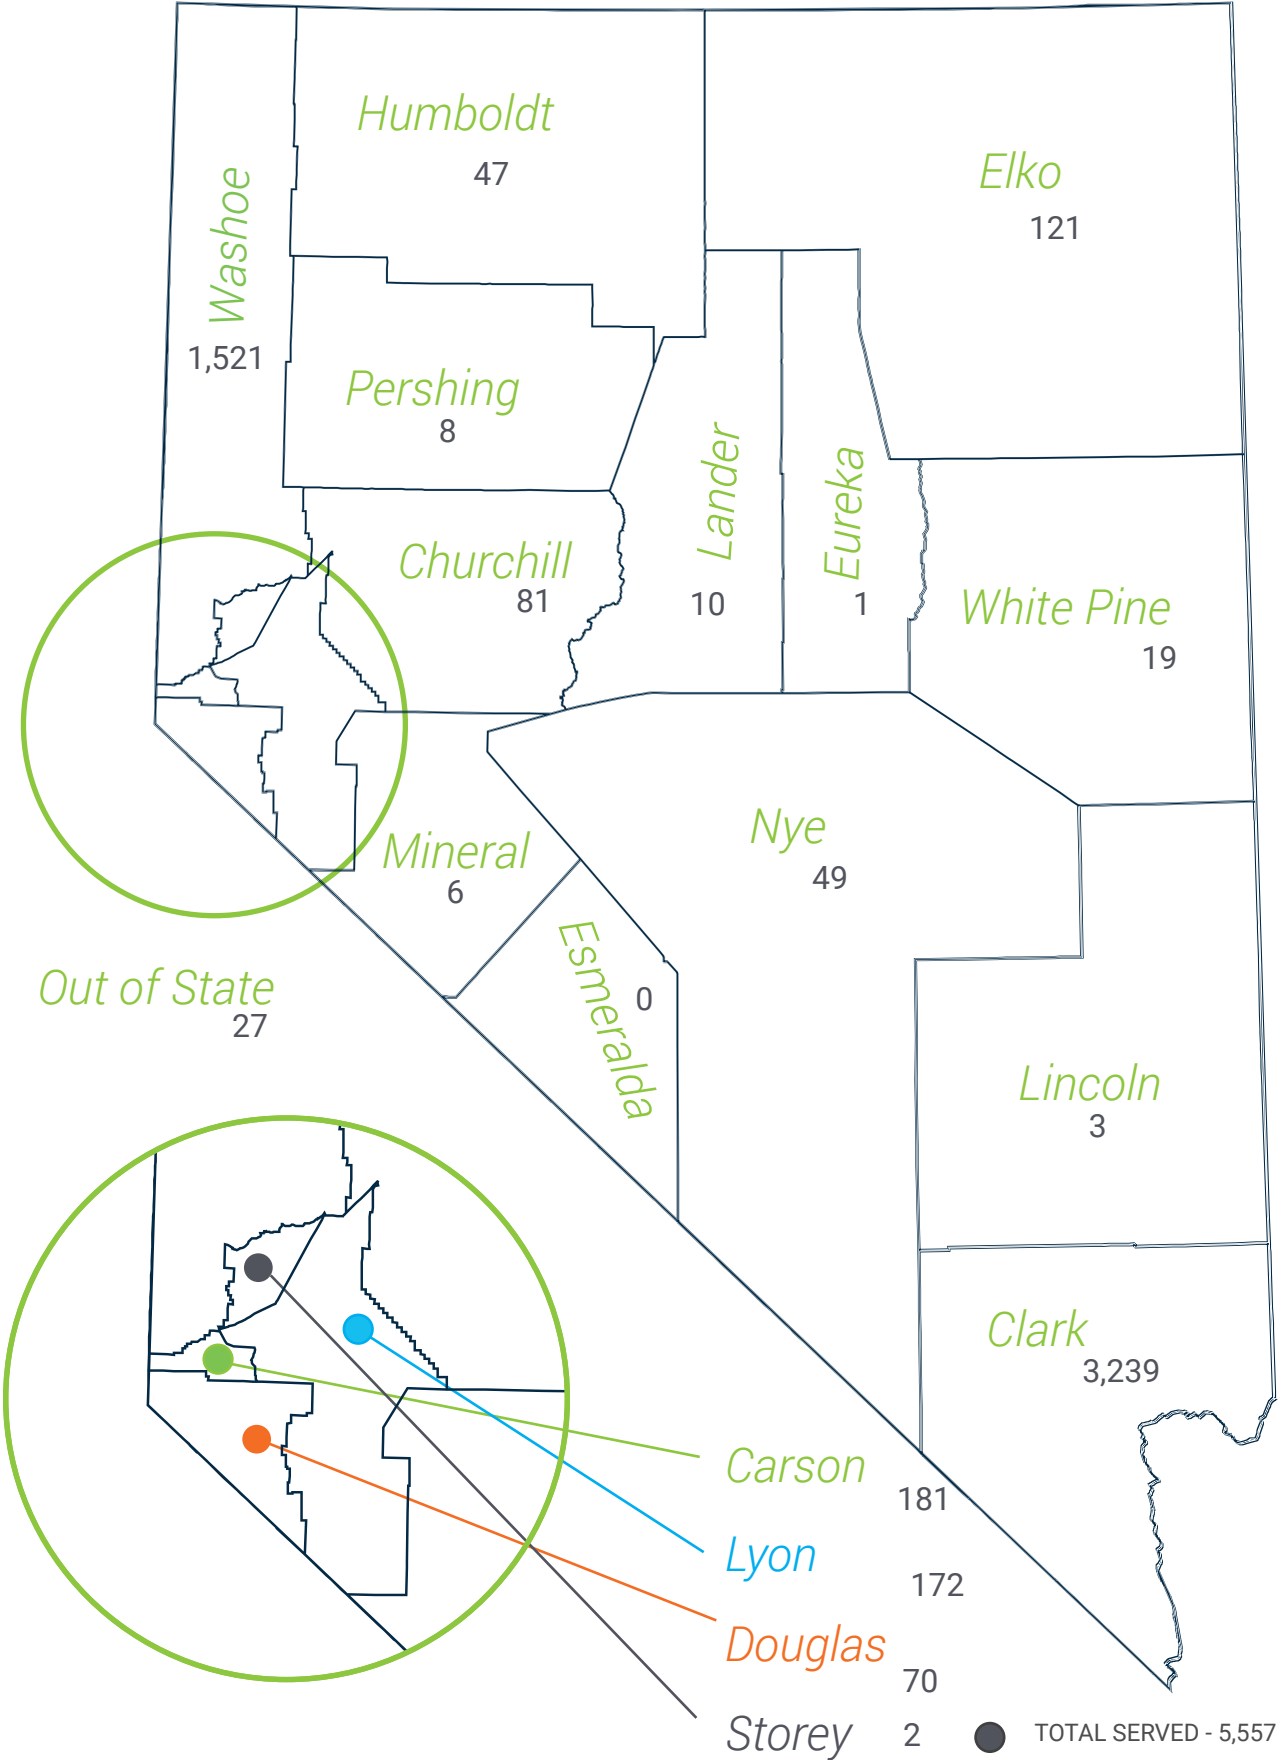 Humboldt
47
Elko
121
Washoe
1,521
Pershing
8
Lander
10
Eureka
1
Churchill
81
White Pine
19
Nye
49
Mineral
6
Esmeralda
0
Out of State
27
Lincoln
3
Clark
3,239
Carson
181
Lyon
172
Douglas
70
Storey 2
TOTAL SERVED - 5,557